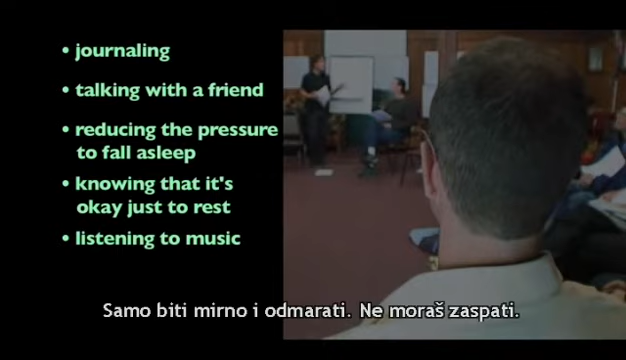 • journaling
• talking with a friend
• reducing the pressure
to fall asleep
• knowing that it's
okay just to rest
• listening to music
Samo biti mirno i odmarati. Ne moraš zaspati.